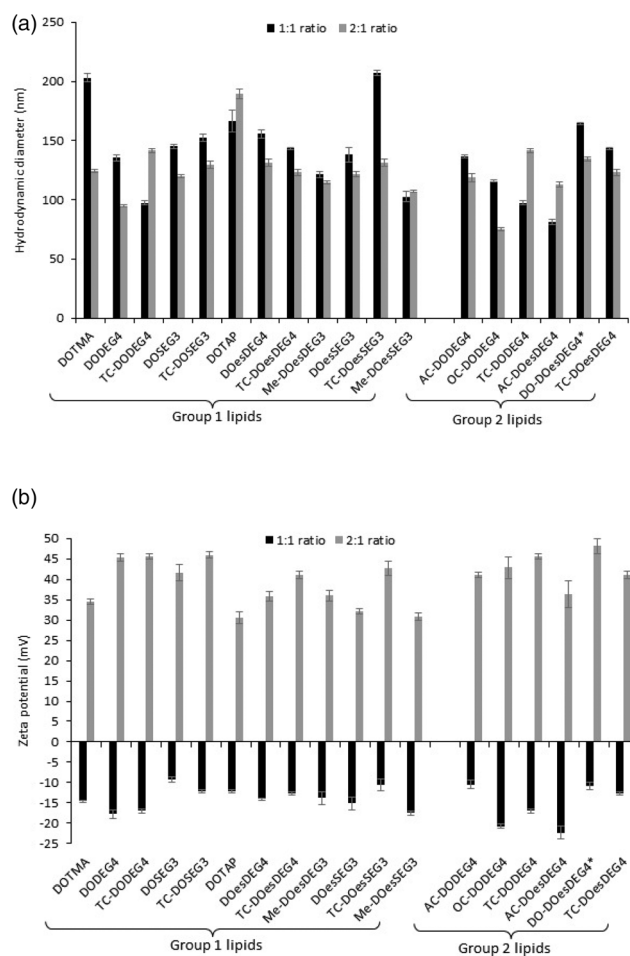 (a)
1:1 ratio 2:1 ratio
Hydrodynamic diameter (nm)
250
200
150
100
50
0
DOTMA
DODEG4
TC-DODEG4
DOSEG3
TC-DOSEG3
DOTAP
DOesDEG4
TC-DOesDEG4
Me-DOesDEG3
DOesSEG3
TC-DOesSEG3
Me-DOesSEG3
AC-DODEG4
OC-DODEG4
TC-DODEG4
AC-DOesDEG4
DO-DOesDEG4*
TC-DOesDEG4
Group 1 lipids
Group 2 lipids
(b)
1:1 ratio 2:1 ratio
Zeta potential (mV)
50
45
40
35
30
25
20
15
10
5
0
-5
-10
-15
-20
-25
DOTMA
DODEG4
TC-DODEG4
DOSEG3
TC-DOSEG3
DOTAP
DOesDEG4
TC-DOesDEG4
Me-DOesDEG3
DOesSEG3
TC-DOesSEG3
Me-DOesSEG3
AC-DODEG4
OC-DODEG4
TC-DODEG4
AC-DOesDEG4
DO-DOesDEG4*
TC-DOesDEG4
Group 1 lipids
Group 2 lipids